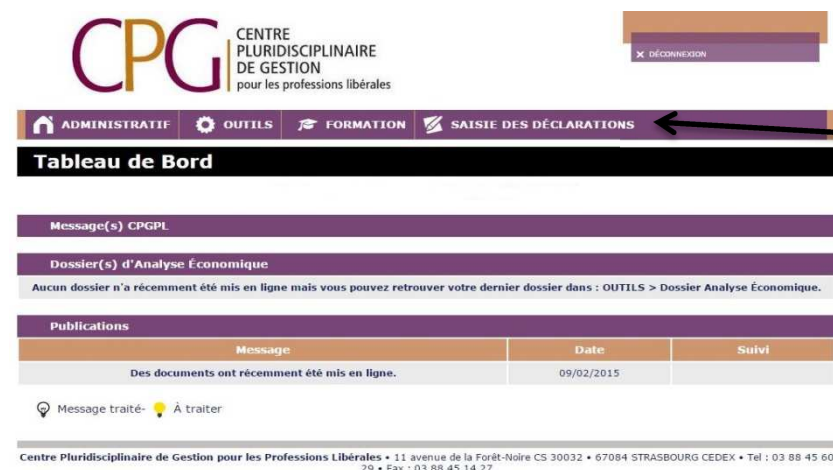 CPG
CENTRE
PLURIDISCIPLINAIRE
DE GESTION
pour les professions libérales
X DÉCONNEXION
ADMINISTRATIF OUTILS FORMATION SAISIE DES DÉCLARATIONS
Tableau de Bord
Message(s) CPGPL
Dossier(s) d'Analyse Économique
Aucun dossier n'a récemment été mis en ligne mais vous pouvez retrouver votre dernier dossier dans : OUTILS > Dossier Analyse Économique.
Publications
Message Date Suivi
Des documents ont récemment été mis en ligne. 09/02/2015
Message traité- À traiter
Centre Pluridisciplinaire de Gestion pour les Professions Libérales • 11 avenue de la Forêt-Noire CS 30032 • 67084 STRASBOURG CEDEX • Tel : 03 88 45 60
29 • Fax : 03 88 45 14 27